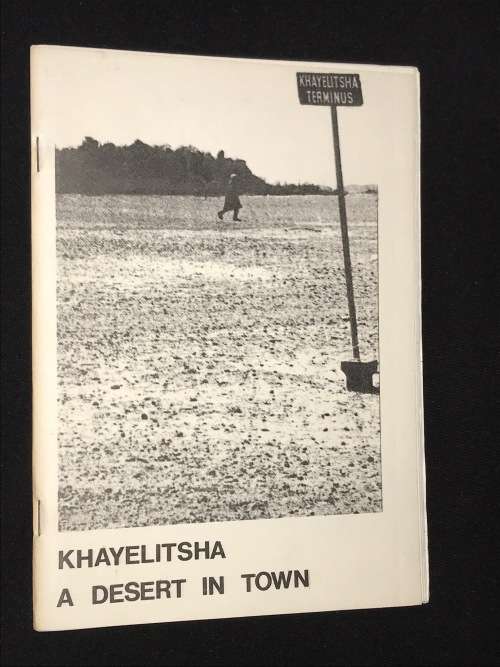 KHAYELITSHA
TERMINUS
KHAYELITSHA
A DESERT IN TOWN